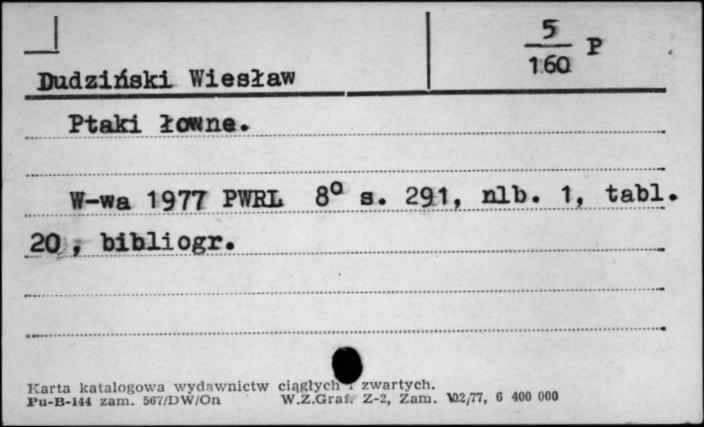 5
160 P
Dudziński Wiesław
Ptaki łowne.
W-wa 1977 PWRL 8° s. 291, nlb. 1, tabl.
20, bibliogr.
Karta katalogowa wydawnictw ciągłych i zwartych.
Pu-B-144 zam. 567/DW/On W.Z.Graf. Z-2, Zam. 102/77, 6 400 000